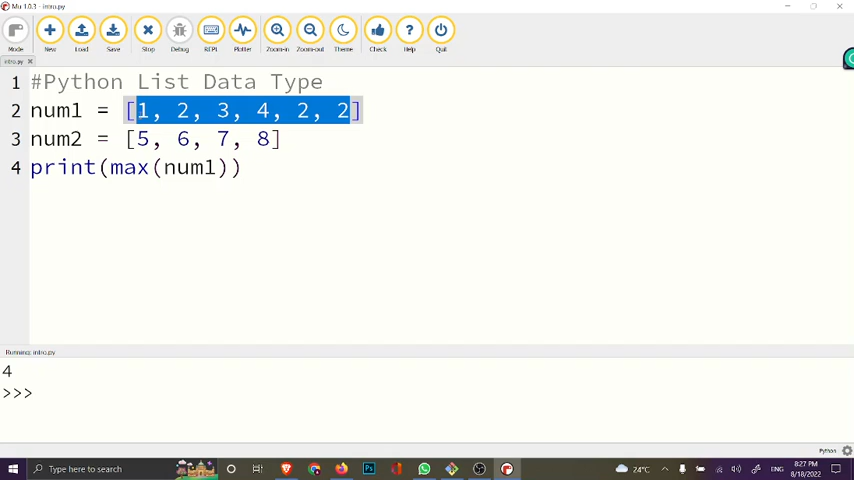 Mu 1.0.3 - intro.py
Mode New Load Save Stop Debug REPL Plotter Zoom-in Zoom-out Theme Check Help Quit
intro.py
1 #Python List Data Type
2 num1 = [1, 2, 3, 4, 2, 2]
3 num2 = [5, 6, 7, 8]
4 print(max(num1))
Running: intro.py
4
>>>
Python
Type here to search
Ps
24°C
ENG
8:27 PM
8/18/2022